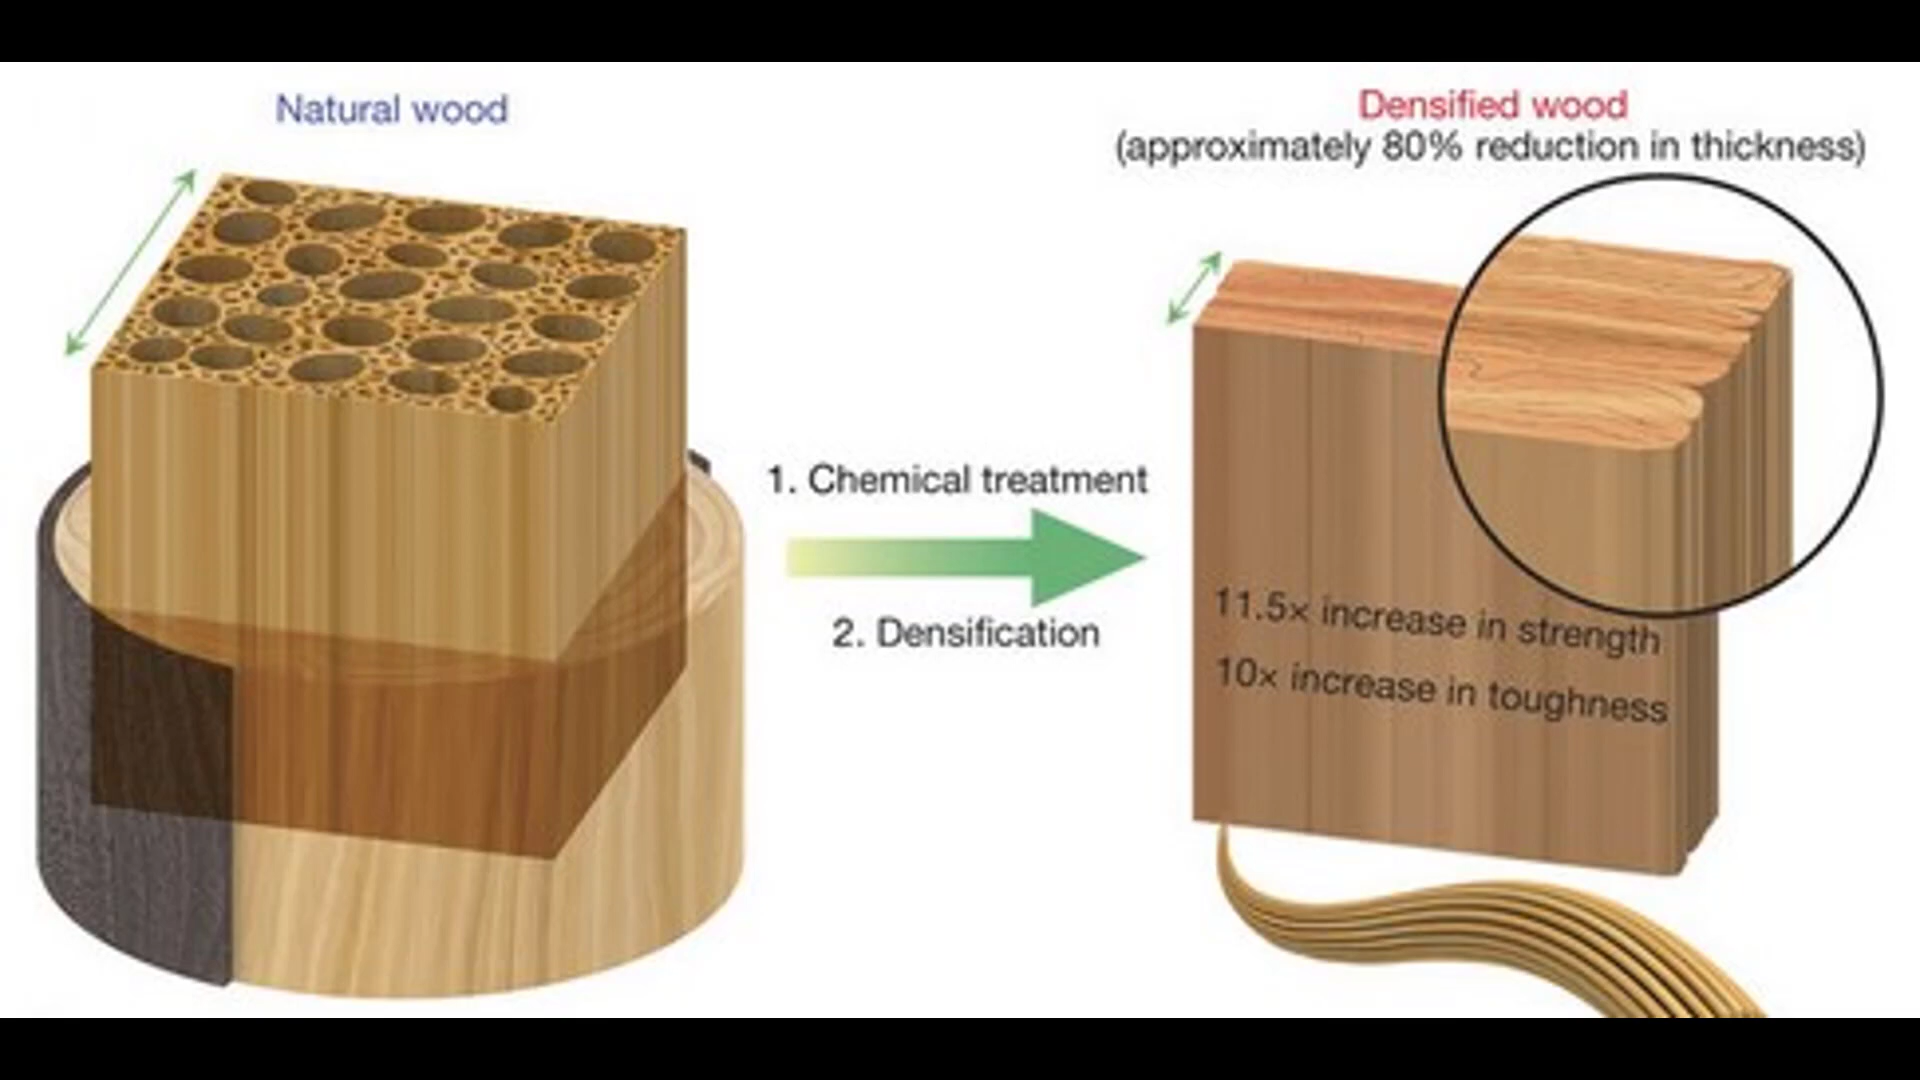 Natural wood
Densified wood
(approximately 80% reduction in thickness)
1. Chemical treatment
2. Densification
11.5× increase in strength
10× increase in toughness